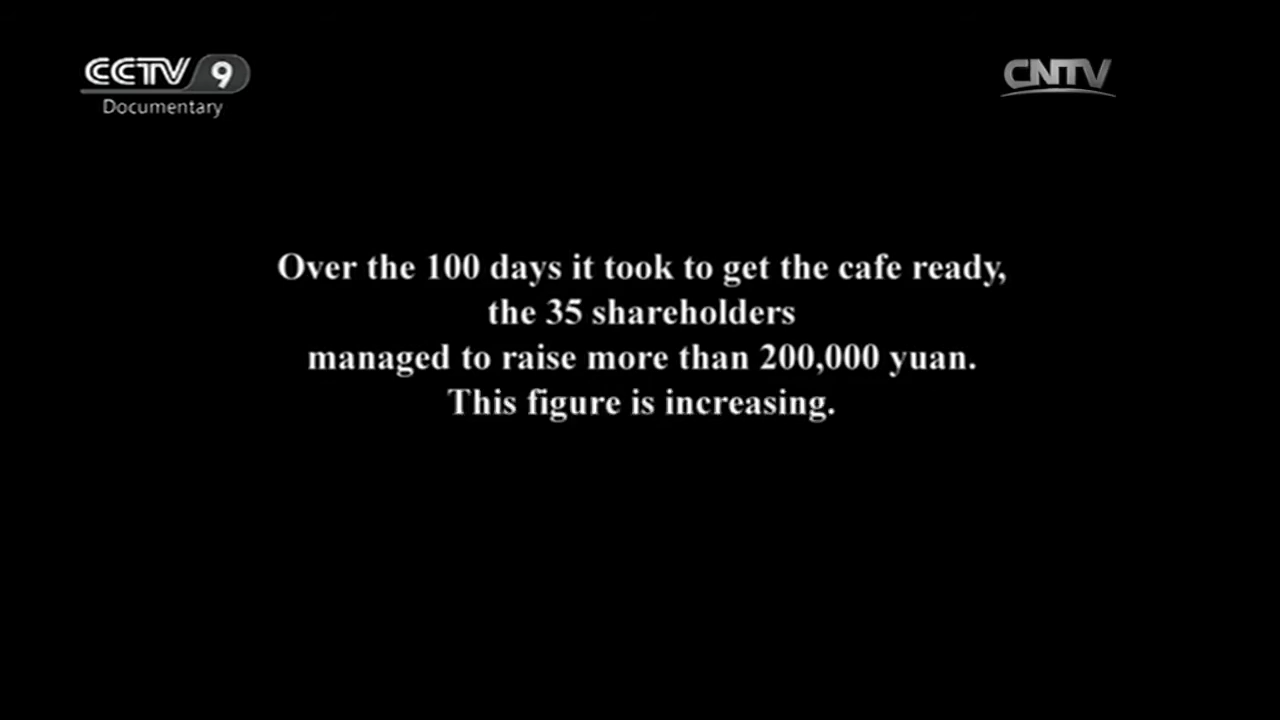 CCTV 9
Documentary
CNTV
Over the 100 days it took to get the cafe ready,
the 35 shareholders
managed to raise more than 200,000 yuan.
This figure is increasing.